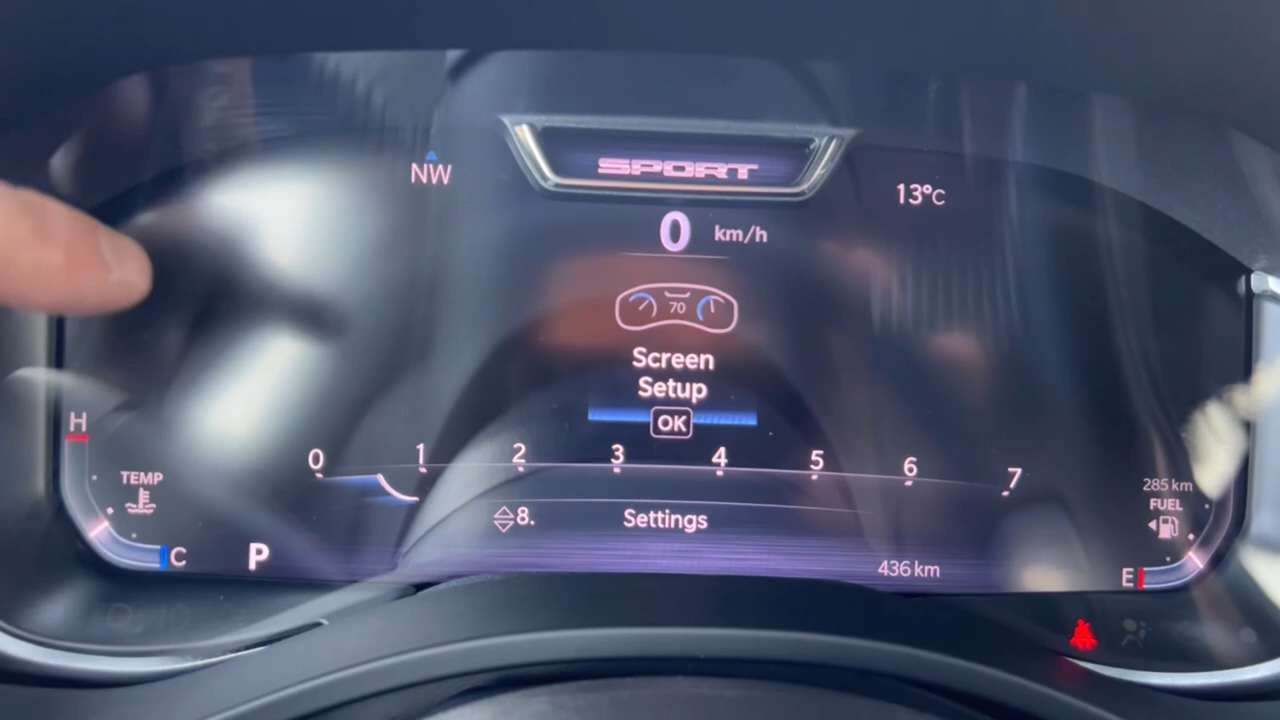 SPORT
NW
13°C
0 km/h
70
Screen
Setup
OK
H
0 1 2 3 4 5 6 7
TEMP
285 km
FUEL
8. Settings
C
P
436 km
E